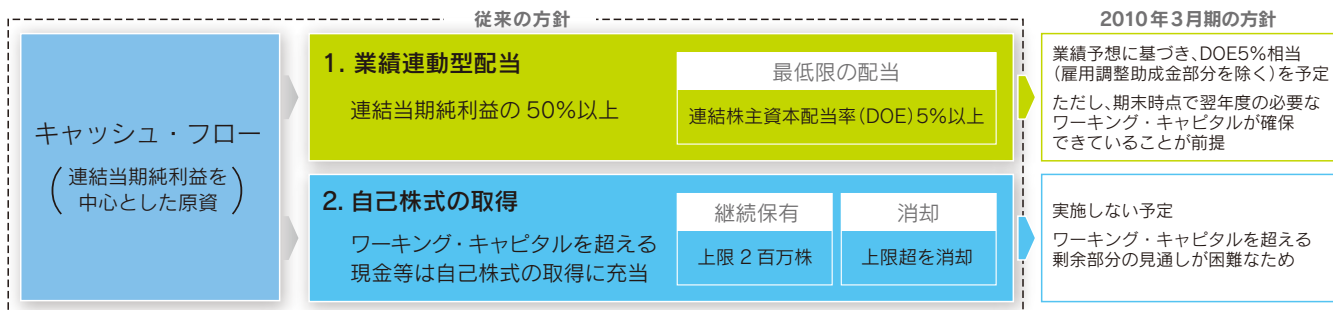 従来の方針
2010年3月期の方針
キャッシュ・フロー
(連結当期純利益を
中心とした原資)
1. 業績連動型配当
連結当期純利益の50%以上
最低限の配当
連結株主資本配当率(DOE)5%以上
業績予想に基づき、DOE5%相当
(雇用調整助成金部分を除く)を予定
ただし、期末時点で翌年度の必要な
ワーキング・キャピタルが確保
できていることが前提
2. 自己株式の取得
ワーキング・キャピタルを超える
現金等は自己株式の取得に充当
継続保有
上限2百万株
消却
上限超を消却
実施しない予定
ワーキング・キャピタルを超える
剰余部分の見通しが困難なため